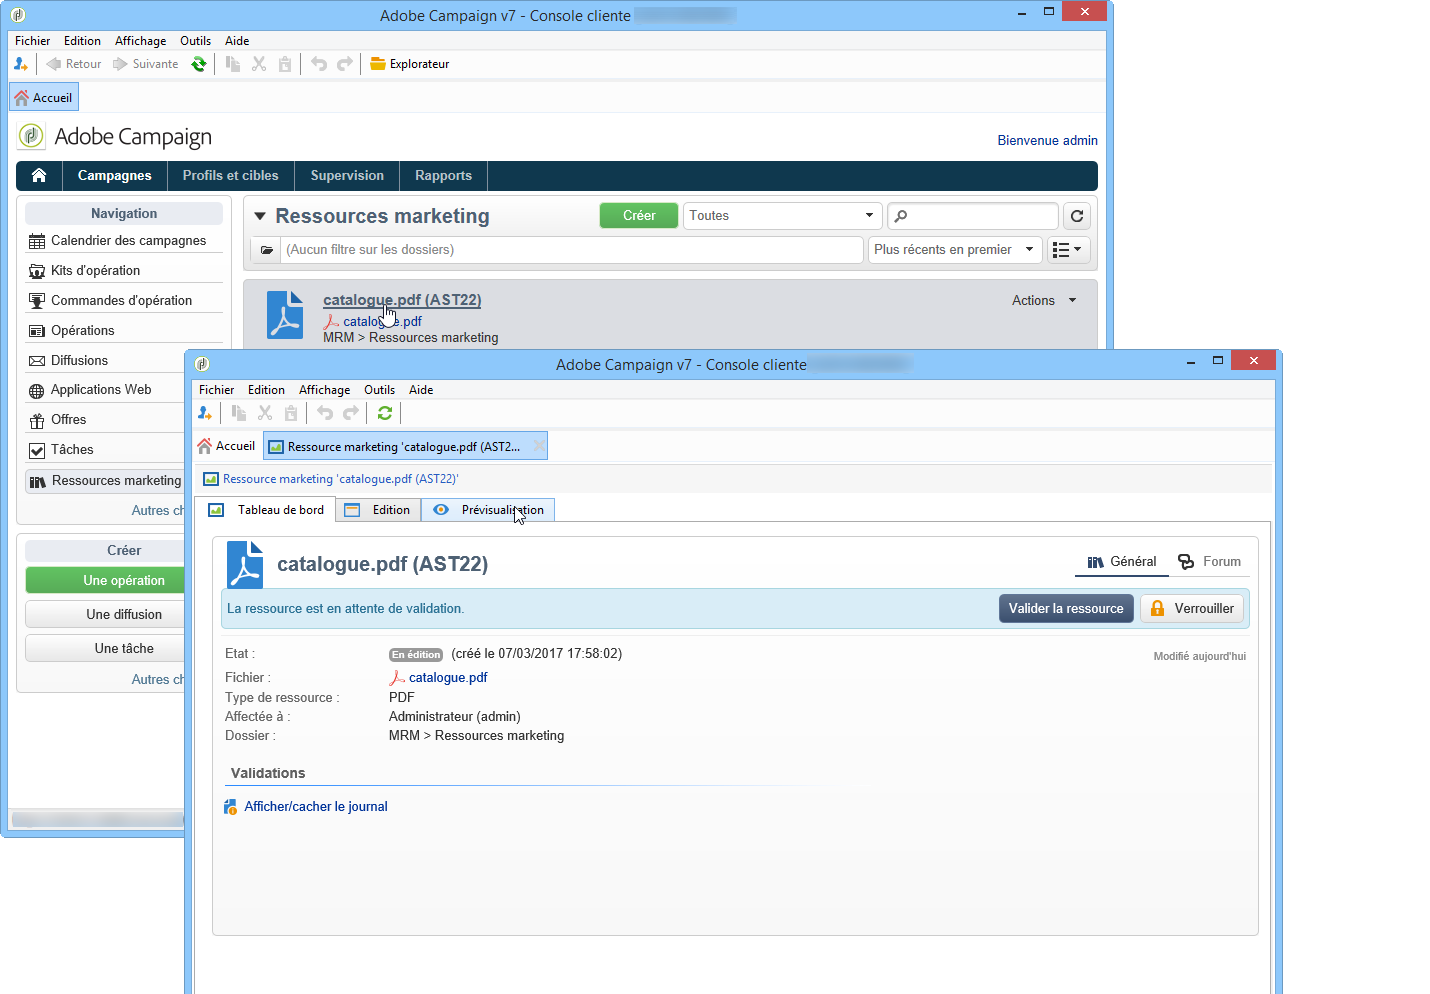 Adobe Campaign v7 - Console cliente
Fichier Edition Affichage Outils Aide
Retour Suivante Explorateur
Accueil
Adobe Campaign
Bienvenue admin
Campagnes Profils et cibles Supervision Rapports
Navigation
Calendrier des campagnes
Kits d'opération
Commandes d'opération
Opérations
Diffusions
Applications Web
Offres
Tâches
Ressources marketing
Autres ch
Créer
Une opération
Une diffusion
Une tâche
Autres ch
Ressources marketing Créer Toutes
(Aucun filtre sur les dossiers) Plus récents en premier
catalogue.pdf (AST22) Actions
catalogue.pdf
MRM > Ressources marketing
Adobe Campaign v7 - Console cliente
Fichier Edition Affichage Outils Aide
Accueil Ressource marketing 'catalogue.pdf (AST2...
Ressource marketing 'catalogue.pdf (AST22)'
Tableau de bord Edition Prévisualisation
catalogue.pdf (AST22) Général Forum
La ressource est en attente de validation. Valider la ressource Verrouiller
Etat : En édition (créé le 07/03/2017 17:58:02) Modifié aujourd'hui
Fichier : catalogue.pdf
Type de ressource : PDF
Affectée à : Administrateur (admin)
Dossier : MRM > Ressources marketing
Validations
Afficher/cacher le journal